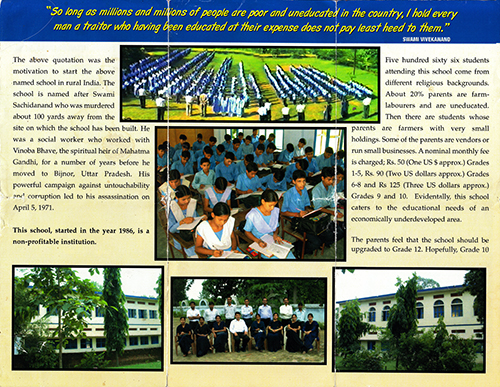 "So long as millions and millions of people are poor and uneducated in the country, I hold every
man a traitor who having been educated at their expense does not pay least heed to them."
SWAMI VIVEKANAND
The above quotation was the
motivation to start the above
named school in rural India. The
school is named after Swami
Sachidanand who was murdered
about 100 yards away from the
site on which the school has been built. He
was a social worker who worked with
Vinoba Bhave, the spiritual heir of Mahatma
Gandhi, for a number of years before he
moved to Bijnor, Uttar Pradesh. His
powerful campaign against untouchability
and corruption led to his assassination on
April 5, 1971.
This school, started in the year 1986, is a
non-profitable institution.
Five hundred sixty six students
attending this school come from
different religious backgrounds.
About 20% parents are farm-
labourers and are uneducated.
Then there are students whose
parents are farmers with very small
holdings. Some of the parents are vendors or
run small businesses. A nominal monthly fee
is charged; Rs. 50 (One US $ approx.) Grades
1-5, Rs. 90 (Two US dollars approx.) Grades
6-8 and Rs 125 (Three US dollars approx.)
Grades 9 and 10. Evidentally, this school
caters to the educational needs of an
economically underdeveloped area.
The parents feel that the school should be
upgraded to Grade 12. Hopefully, Grade 10